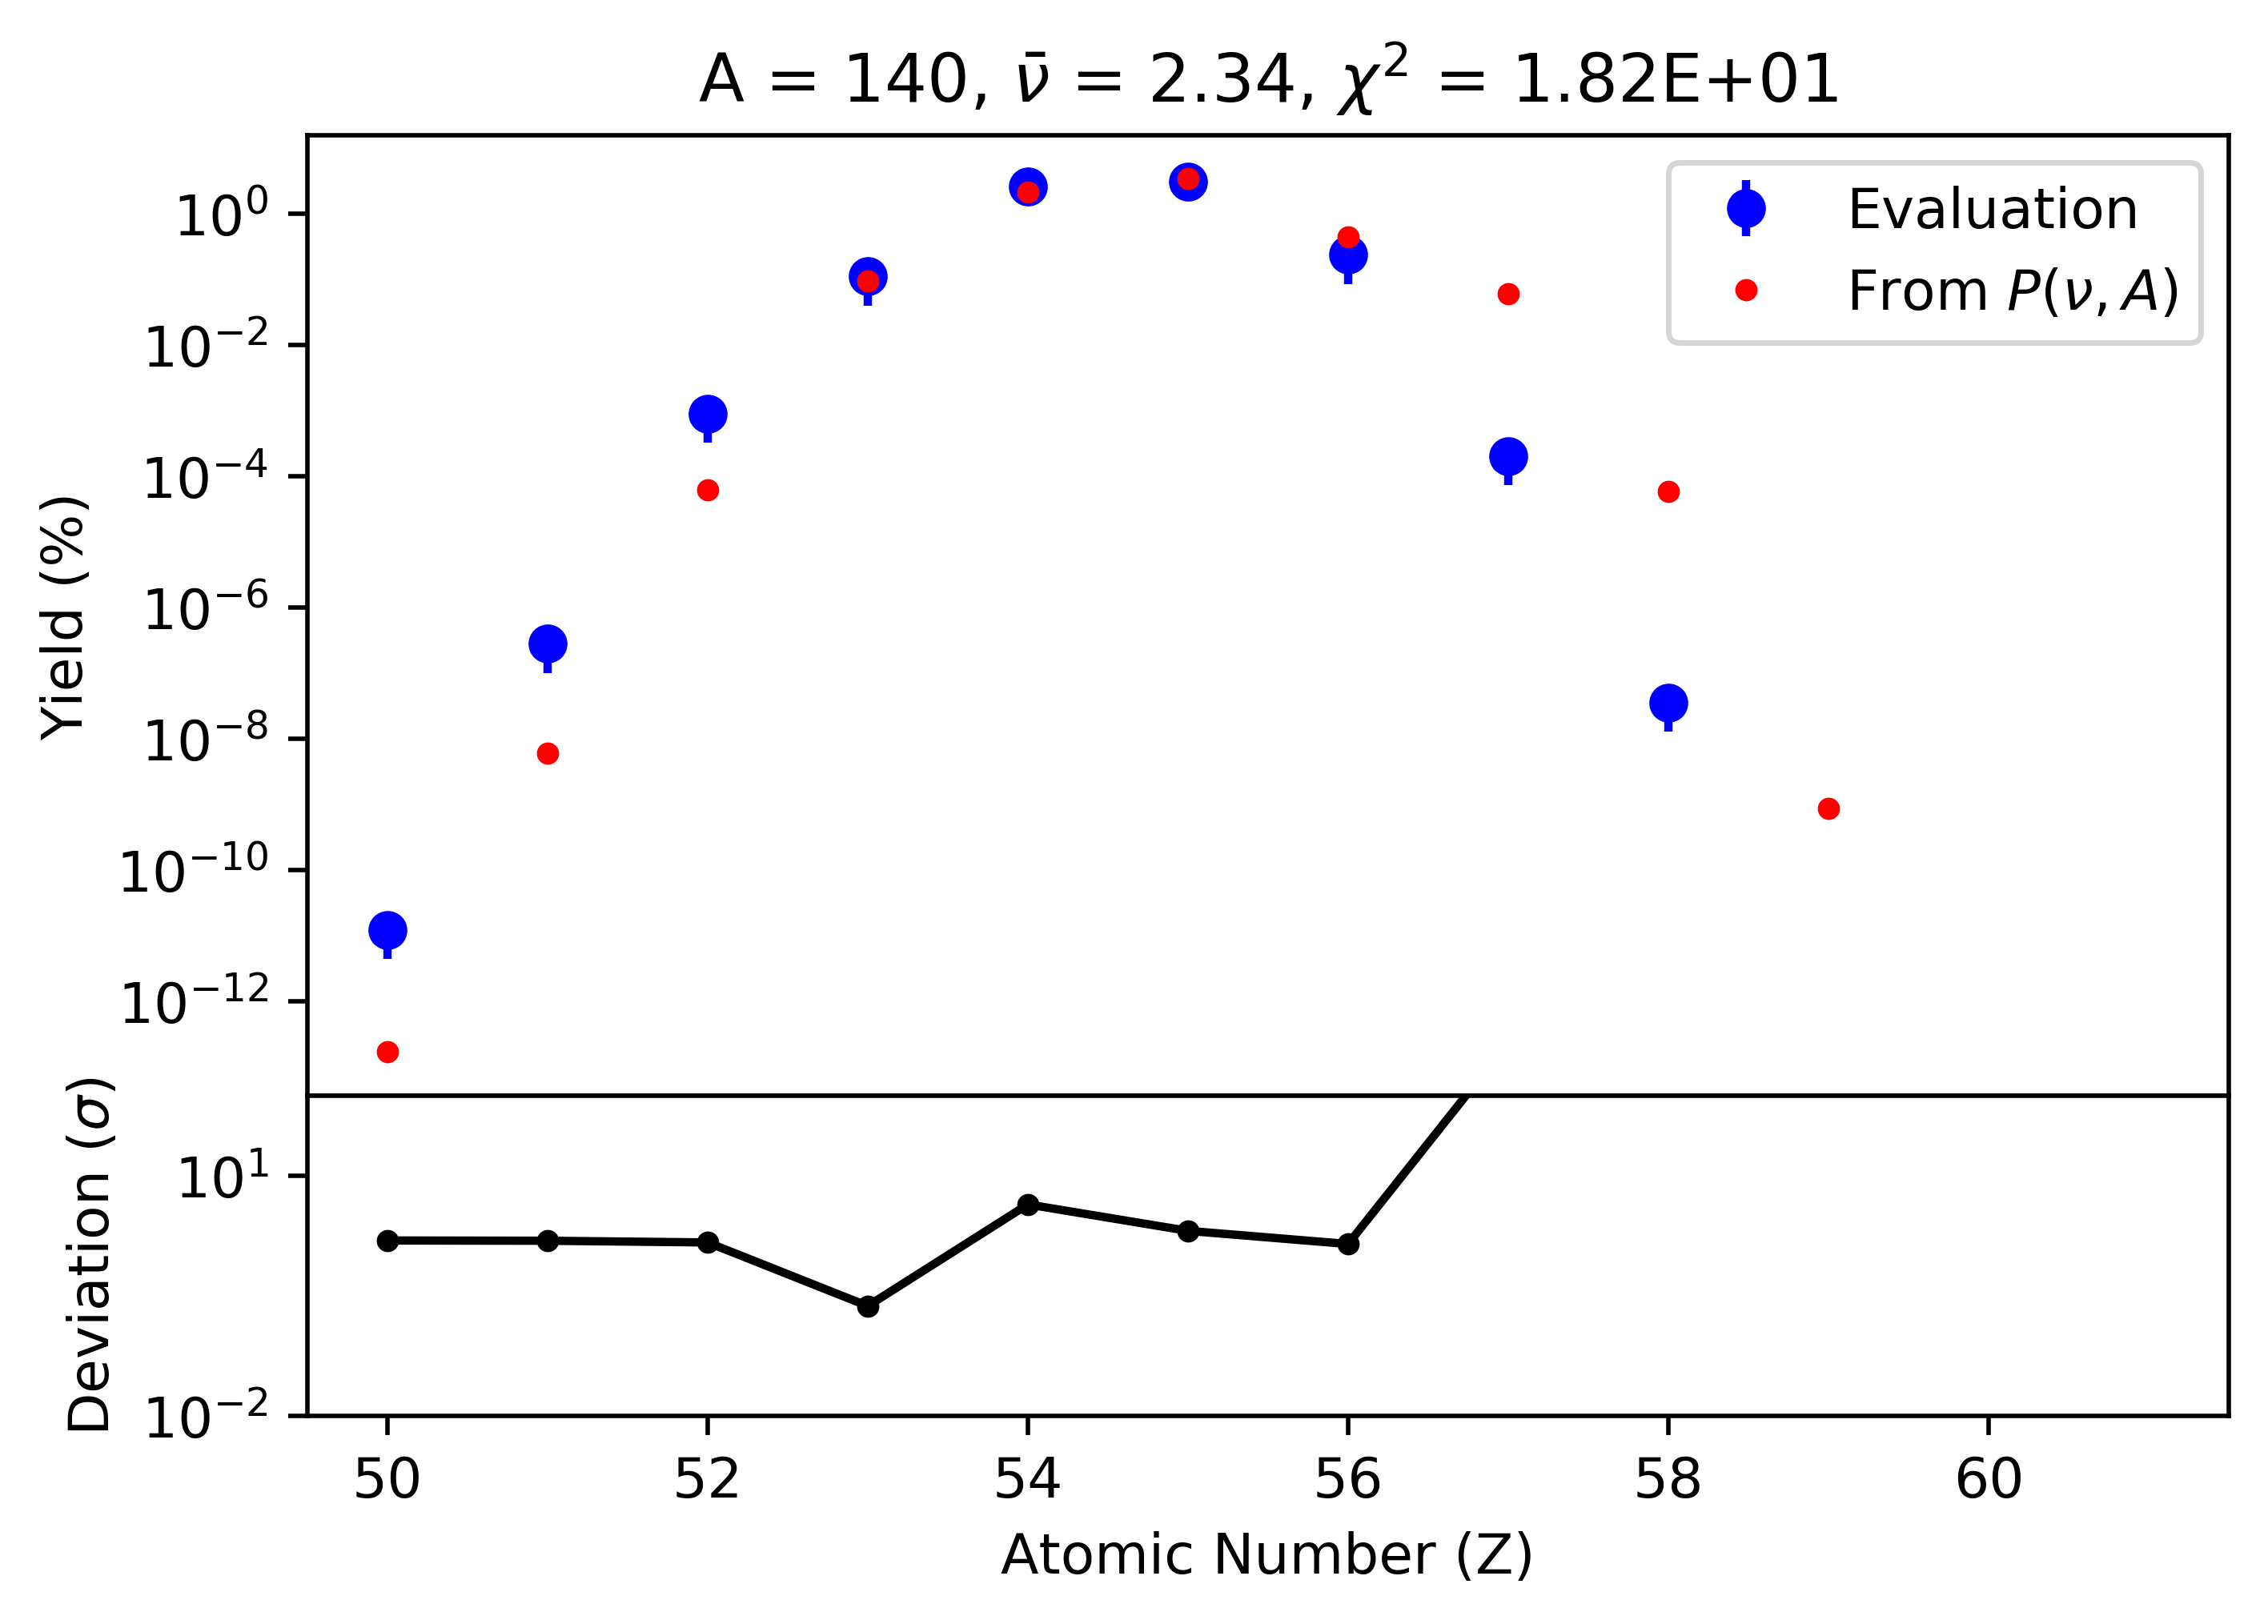 A = 140, ν̄ = 2.34, χ² = 1.82E+01
Evaluation
From P(ν, A)
Yield (%)
10⁰
10⁻²
10⁻⁴
10⁻⁶
10⁻⁸
10⁻¹⁰
10⁻¹²
Deviation (σ)
10¹
10⁻²
50 52 54 56 58 60
Atomic Number (Z)